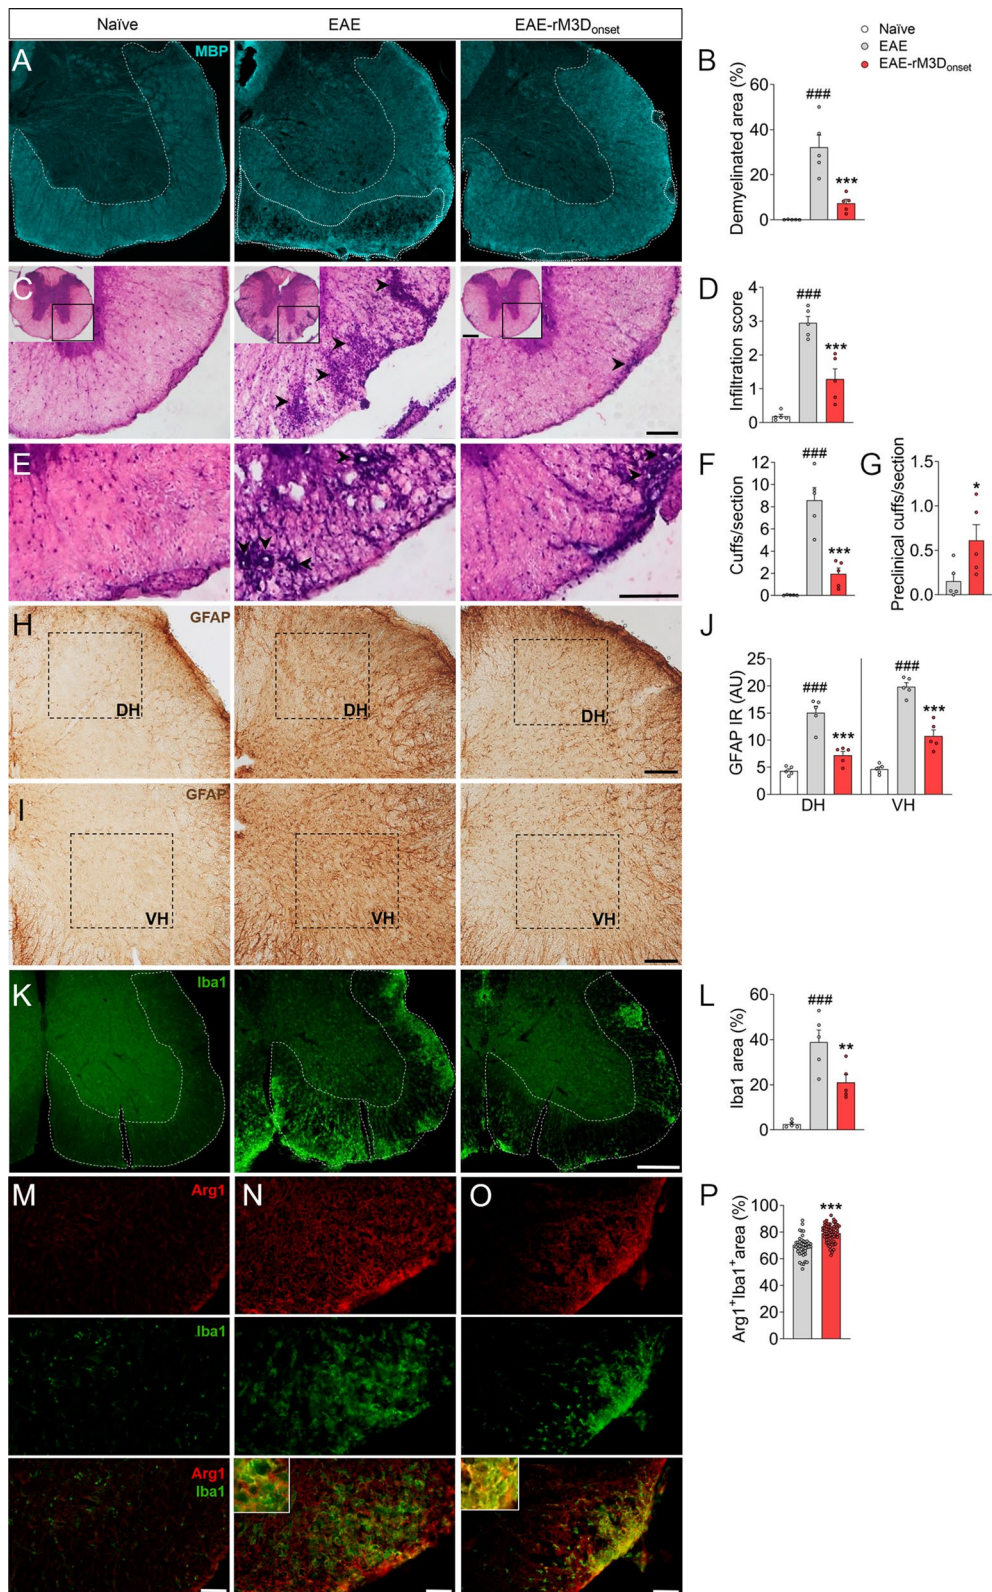 Naïve EAE EAE-rM3Donset
Naïve
EAE
EAE-rM3Donset
A MBP
B
Demyelinated area (%)
60
40
20
0
###
***
C
D
Infiltration score
4
3
2
1
0
###
***
E
F
Cuffs/section
12
10
8
6
4
2
0
###
***
G
Preclinical cuffs/section
1.5
1.0
0.5
0.0
*
H GFAP
DH DH DH
I GFAP
VH VH VH
J
GFAP IR (AU)
25
20
15
10
5
0
###
***
###
***
DH VH
K Iba1
L
Iba1 area (%)
60
40
20
0
###
**
M Arg1 N O
Iba1
Arg1
Iba1
P
Arg1+Iba1+area (%)
100
80
60
40
20
0
***